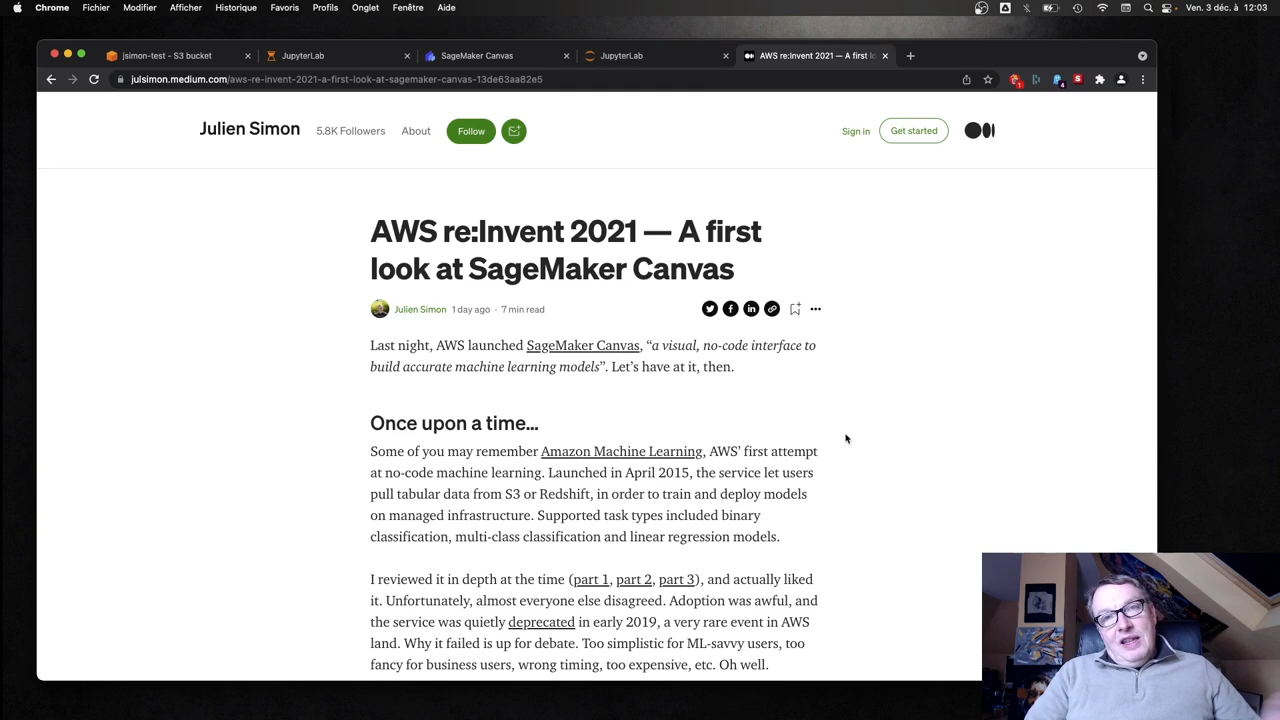 Chrome Fichier Modifier Afficher Historique Favoris Profils Onglet Fenêtre Aide Ven. 3 déc. à 12:03
jsimon-test - S3 bucket JupyterLab SageMaker Canvas JupyterLab AWS re:Invent 2021 — A first l
julsimon.medium.com/aws-re-invent-2021-a-first-look-at-sagemaker-canvas-13de63aa82e5
Julien Simon 5.8K Followers About Follow Sign in Get started
AWS re:Invent 2021 — A first
look at SageMaker Canvas
Julien Simon 1 day ago · 7 min read
Last night, AWS launched SageMaker Canvas, “a visual, no-code interface to
build accurate machine learning models”. Let’s have at it, then.
Once upon a time…
Some of you may remember Amazon Machine Learning, AWS’ first attempt
at no-code machine learning. Launched in April 2015, the service let users
pull tabular data from S3 or Redshift, in order to train and deploy models
on managed infrastructure. Supported task types included binary
classification, multi-class classification and linear regression models.
I reviewed it in depth at the time (part 1, part 2, part 3), and actually liked
it. Unfortunately, almost everyone else disagreed. Adoption was awful, and
the service was quietly deprecated in early 2019, a very rare event in AWS
land. Why it failed is up for debate. Too simplistic for ML-savvy users, too
fancy for business users, wrong timing, too expensive, etc. Oh well.